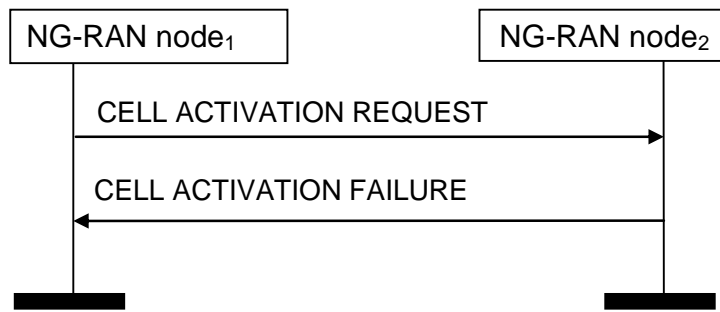 NG-RAN node₁
NG-RAN node₂
CELL ACTIVATION REQUEST
CELL ACTIVATION FAILURE